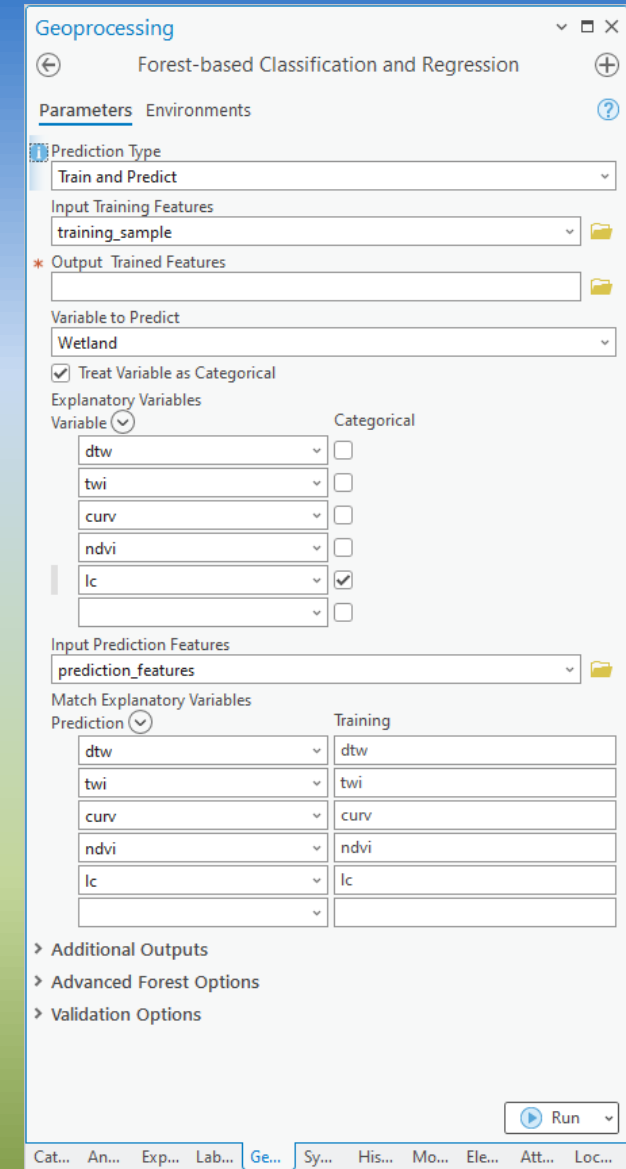 Geoprocessing
Forest-based Classification and Regression
Parameters Environments
Prediction Type
Train and Predict
Input Training Features
training_sample
* Output Trained Features
Variable to Predict
Wetland
Treat Variable as Categorical
Explanatory Variables
Variable Categorical
dtw
twi
curv
ndvi
lc
Input Prediction Features
prediction_features
Match Explanatory Variables
Prediction Training
dtw dtw
twi twi
curv curv
ndvi ndvi
lc lc
> Additional Outputs
> Advanced Forest Options
> Validation Options
Run
Cat... An... Exp... Lab... Ge... Sy... His... Mo... Ele... Att... Loc...